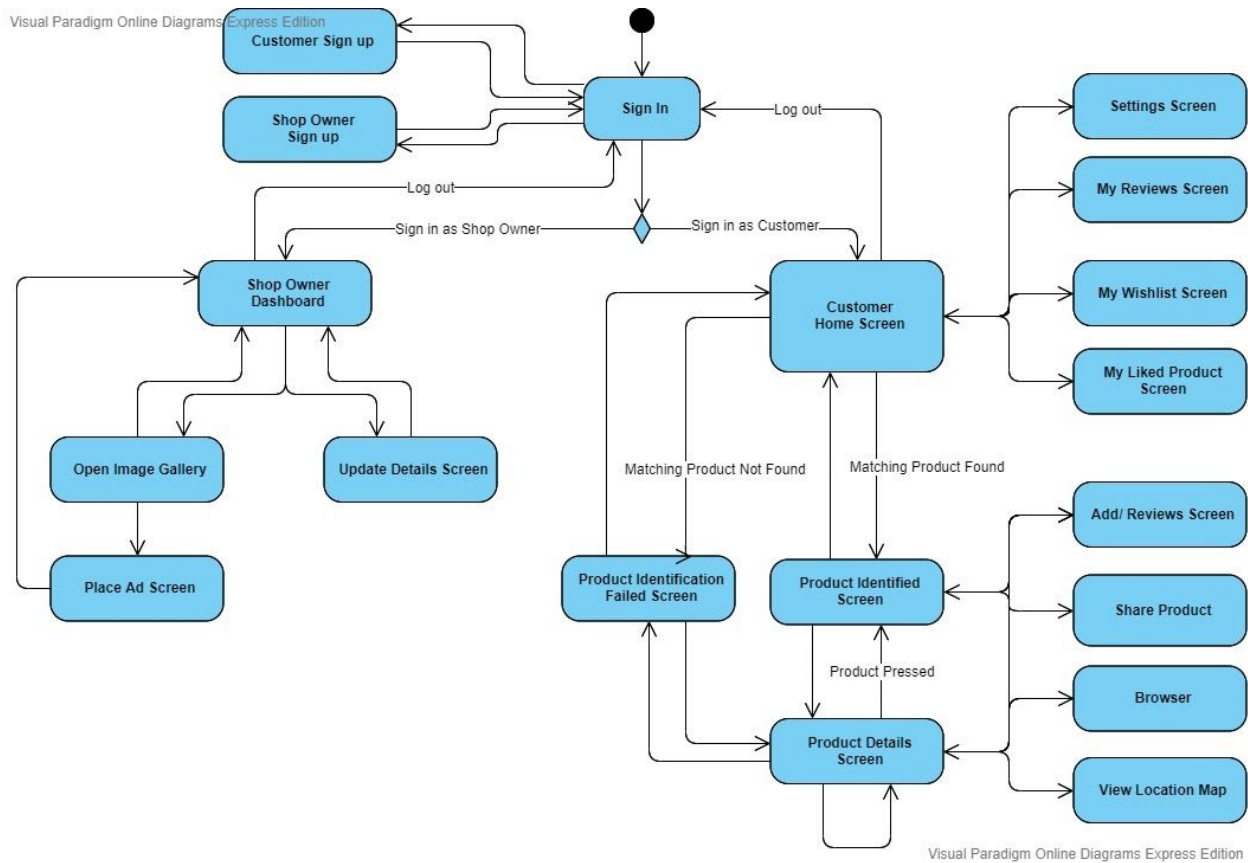 Visual Paradigm Online Diagrams Express Edition
Customer Sign up
Shop Owner
Sign up
Sign In
Log out
Log out
Sign in as Shop Owner
Sign in as Customer
Shop Owner
Dashboard
Customer
Home Screen
Settings Screen
My Reviews Screen
My Wishlist Screen
My Liked Product
Screen
Open Image Gallery
Update Details Screen
Matching Product Not Found
Matching Product Found
Place Ad Screen
Product Identification
Failed Screen
Product Identified
Screen
Add/ Reviews Screen
Share Product
Product Pressed
Browser
Product Details
Screen
View Location Map
Visual Paradigm Online Diagrams Express Edition